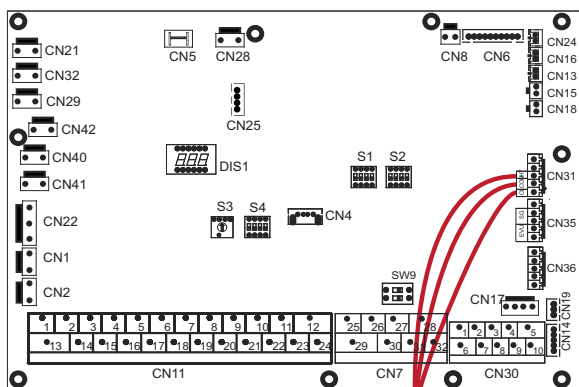 CN21
CN5
CN28
CN8
CN6
CN24
CN16
CN13
CN15
CN18
CN32
CN29
CN25
CN42
DIS1
CN40
CN41
S1
S2
CN31
CN22
S3
S4
CN4
SG
EVU
CN35
CN1
CN36
SW9
CN2
CN17
CN19
1 2 3 4 5 6 7 8 9 10 11 12
25 26 27 28
1 2 3 4 5
CN14
13 14 15 16 17 18 19 20 21 22 23 24
29 30 31 32
6 7 8 9 10
CN11
CN7
CN30